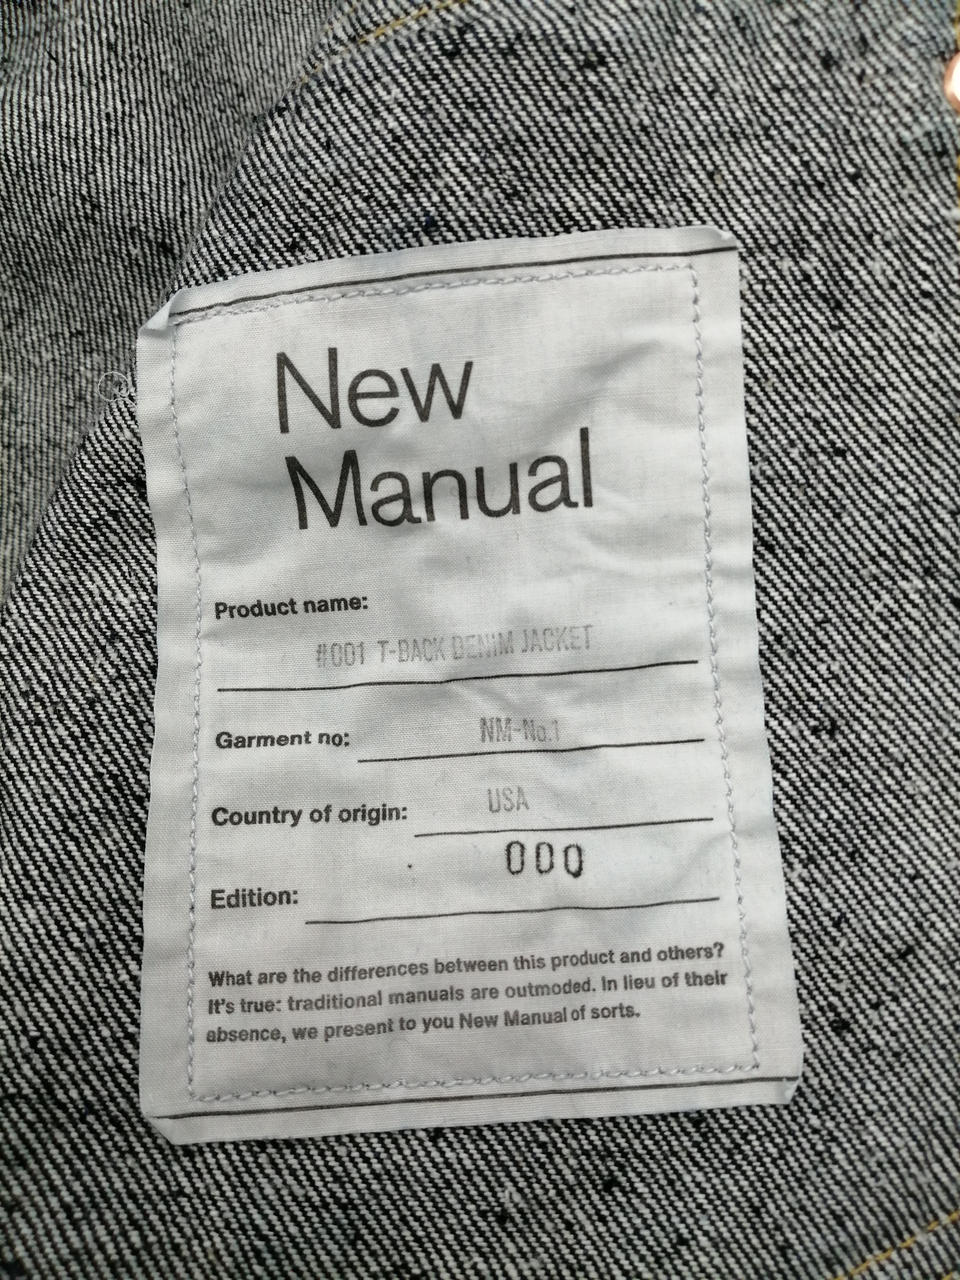 New
Manual
Product name:
#001 T-BACK DENIM JACKET
Garment no: NM-No.1
Country of origin: USA
Edition: 000
What are the differences between this product and others?
It's true: traditional manuals are outmoded. In lieu of their
absence, we present to you New Manual of sorts.